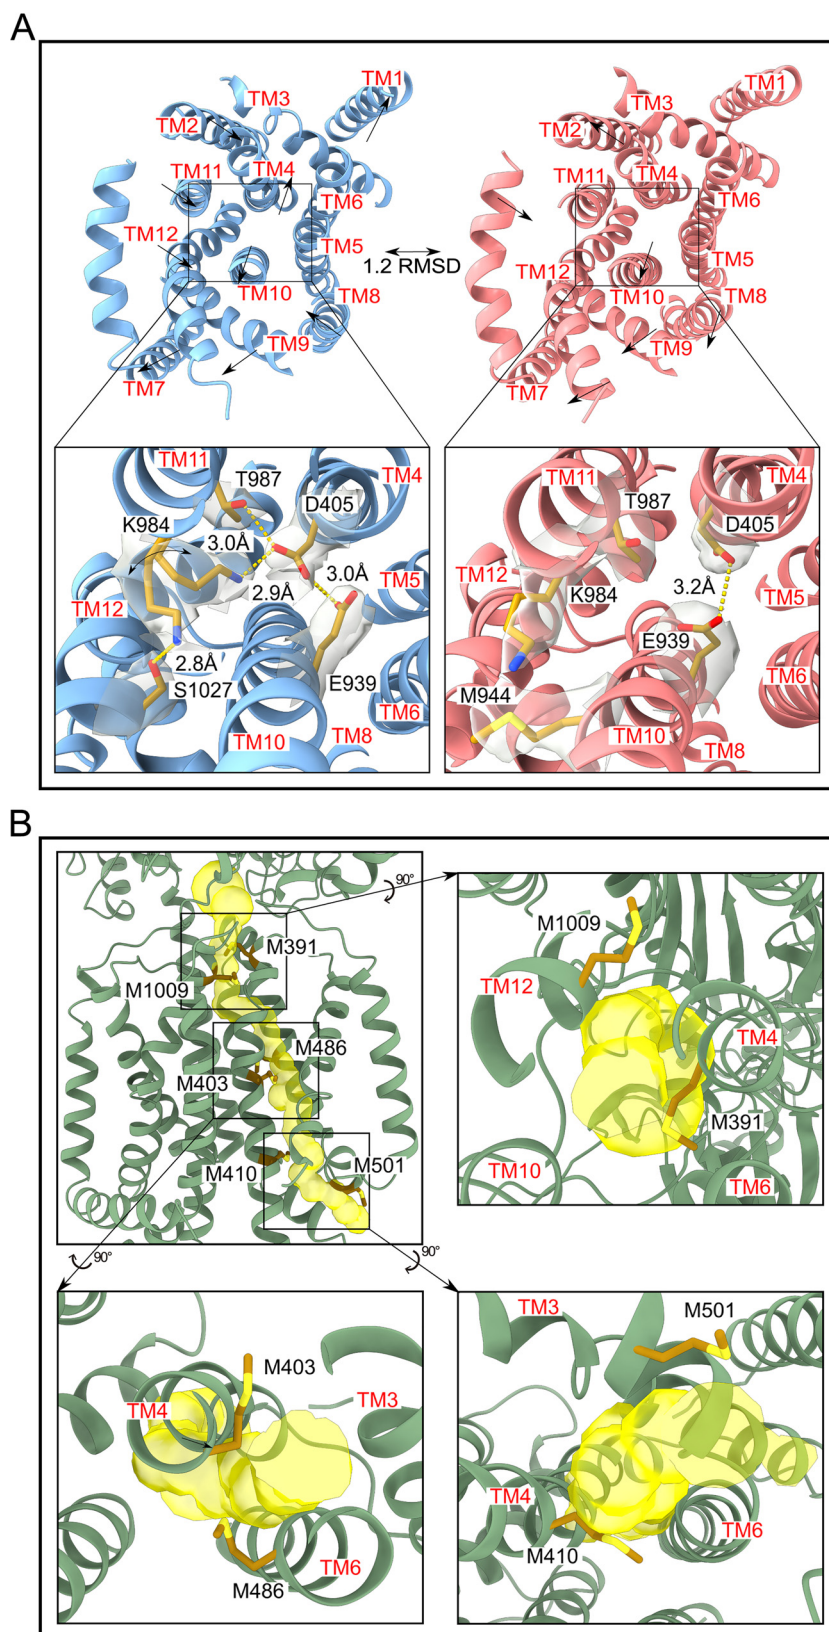 A
TM1
TM3
TM2
TM11
TM4
TM6
TM12
TM5
TM10
TM8
TM9
TM7
1.2 RMSD
TM1
TM3
TM2
TM11
TM4
TM6
TM12
TM5
TM10
TM8
TM9
TM7
TM11
T987
TM4
K984
D405
3.0Å
3.0Å
TM5
2.9Å
TM12
2.8Å
S1027
E939
TM6
TM10
TM8
TM11
T987
TM4
D405
TM12
3.2Å
TM5
K984
E939
TM6
M944
TM10
TM8
B
90°
M391
M1009
M486
M403
M410
M501
90°
90°
M1009
TM12
TM4
M391
TM10
TM6
M403
TM4
TM3
TM6
M486
TM3
M501
TM4
TM6
M410